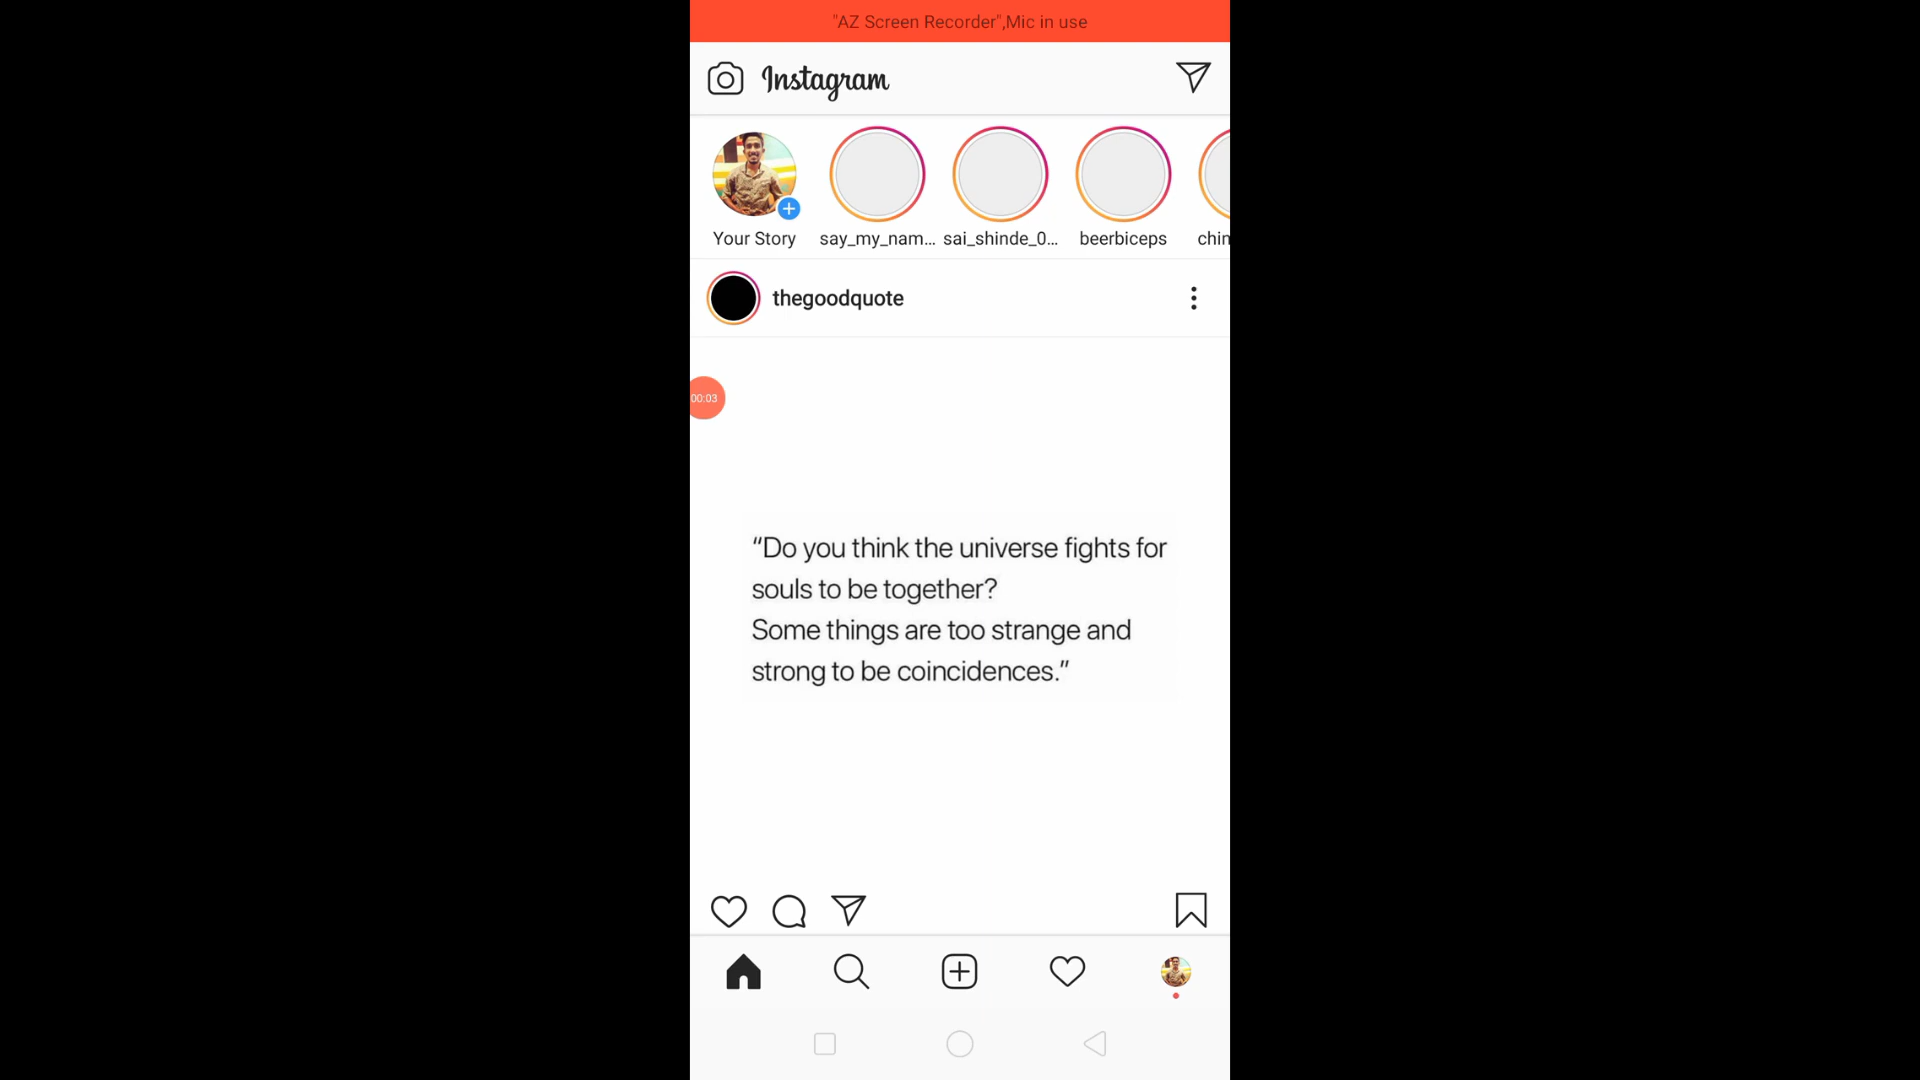 "AZ Screen Recorder",Mic in use
Instagram
Your Story
say_my_nam...
sai_shinde_0...
beerbiceps
chin
thegoodquote
00:03
“Do you think the universe fights for
souls to be together?
Some things are too strange and
strong to be coincidences.”